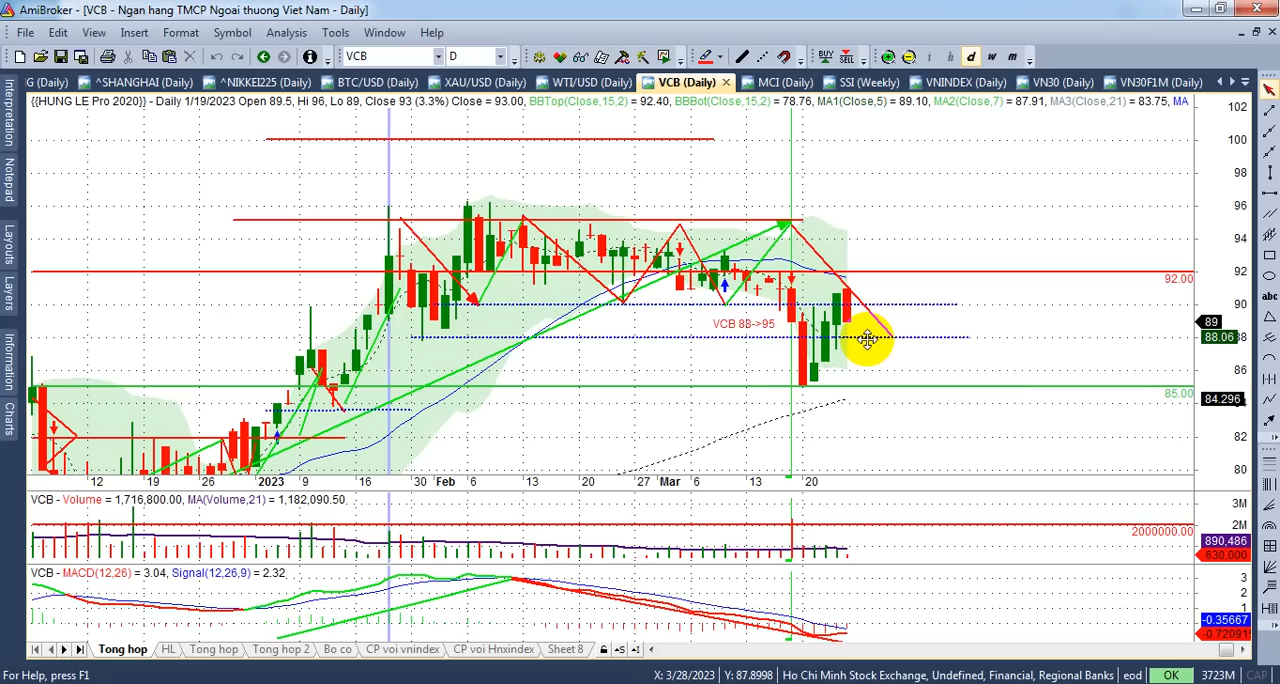 AmiBroker - [VCB - Ngan hang TMCP Ngoai thuong Viet Nam - Daily]
File Edit View Insert Format Symbol Analysis Tools Window Help
VCB D BUY SELL i h d w m
G (Daily) ^SHANGHAI (Daily) ^NIKKEI225 (Daily) BTC/USD (Daily) XAU/USD (Daily) WTI/USD (Daily) VCB (Daily) MCI (Daily) SSI (Weekly) VNINDEX (Daily) VN30 (Daily) VN30F1M (Daily)
{{HUNG LE Pro 2020}} - Daily 1/19/2023 Open 89.5, Hi 96, Lo 89, Close 93 (3.3%) Close = 93.00, BBTop(Close,15,2) = 92.40, BBBot(Close,15,2) = 78.76, MA1(Close,5) = 89.10, MA2(Close,7) = 87.91, MA3(Close,21) = 83.75, MA
Interpretation
Notepad
Layouts
Layers
Information
Charts
abc
102
100
98
96
94
92
92.00
90
VCB 88->95
89
88.06
86
85.00
84.296
82
80
12 19 26 2023 9 16 30 Feb 6 13 20 27 Mar 6 13 20
VCB - Volume = 1,716,800.00, MA(Volume,21) = 1,182,090.50,
3M
2M
2000000.00
890,486
630,000
VCB - MACD(12,26) = 3.04, Signal(12,26,9) = 2.32
3
2
1
-0.35667
-0.72091
Tong hop HL Tong hop Tong hop 2 Bo co CP voi vnindex CP voi Hnxindex Sheet 8
For Help, press F1 X: 3/28/2023 Y: 87.8998 Ho Chi Minh Stock Exchange, Undefined, Financial, Regional Banks eod OK 3723M CAP